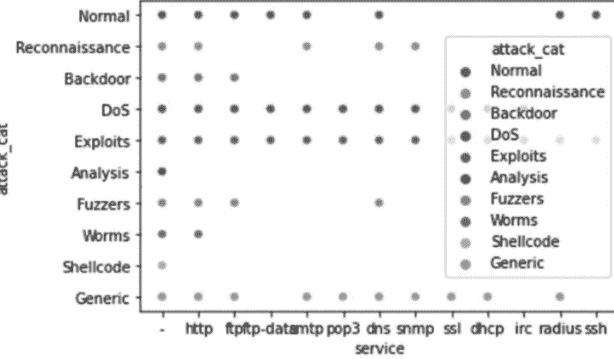 Normal
Reconnaissance
Backdoor
DoS
Exploits
Analysis
Fuzzers
Worms
Shellcode
Generic
attack_cat
attack_cat
Normal
Reconnaissance
Backdoor
DoS
Exploits
Analysis
Fuzzers
Worms
Shellcode
Generic
- http ftp ftp-data smtp pop3 dns snmp ssl dhcp irc radius ssh
service